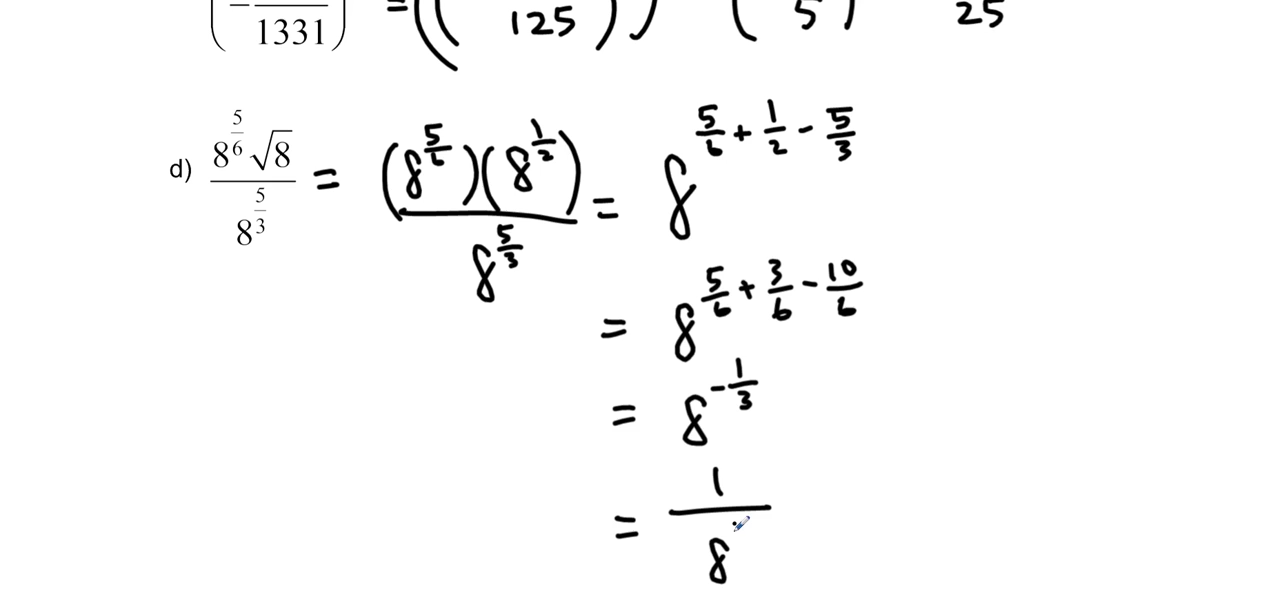 (-/1331) = ((125)) (5) 25
d) 8^(5/6) √8 / 8^(5/3) = (8^(5/6))(8^(1/2)) / 8^(5/3) = 8^(5/6 + 1/2 - 5/3)
= 8^(5/6 + 3/6 - 10/6)
= 8^(-1/3)
= 1/8